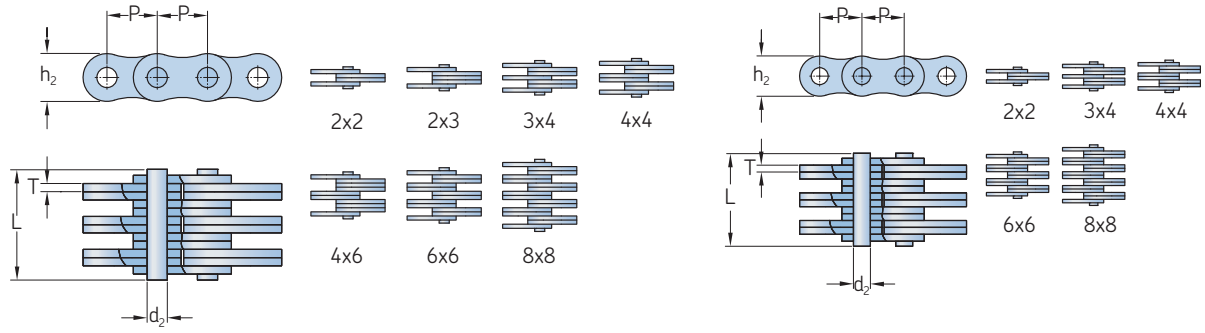 P P
h₂
2x2 2x3 3x4 4x4
T
L
d₂
4x6 6x6 8x8
P P
h₂
2x2 3x4 4x4
T
L
d₂
6x6 8x8